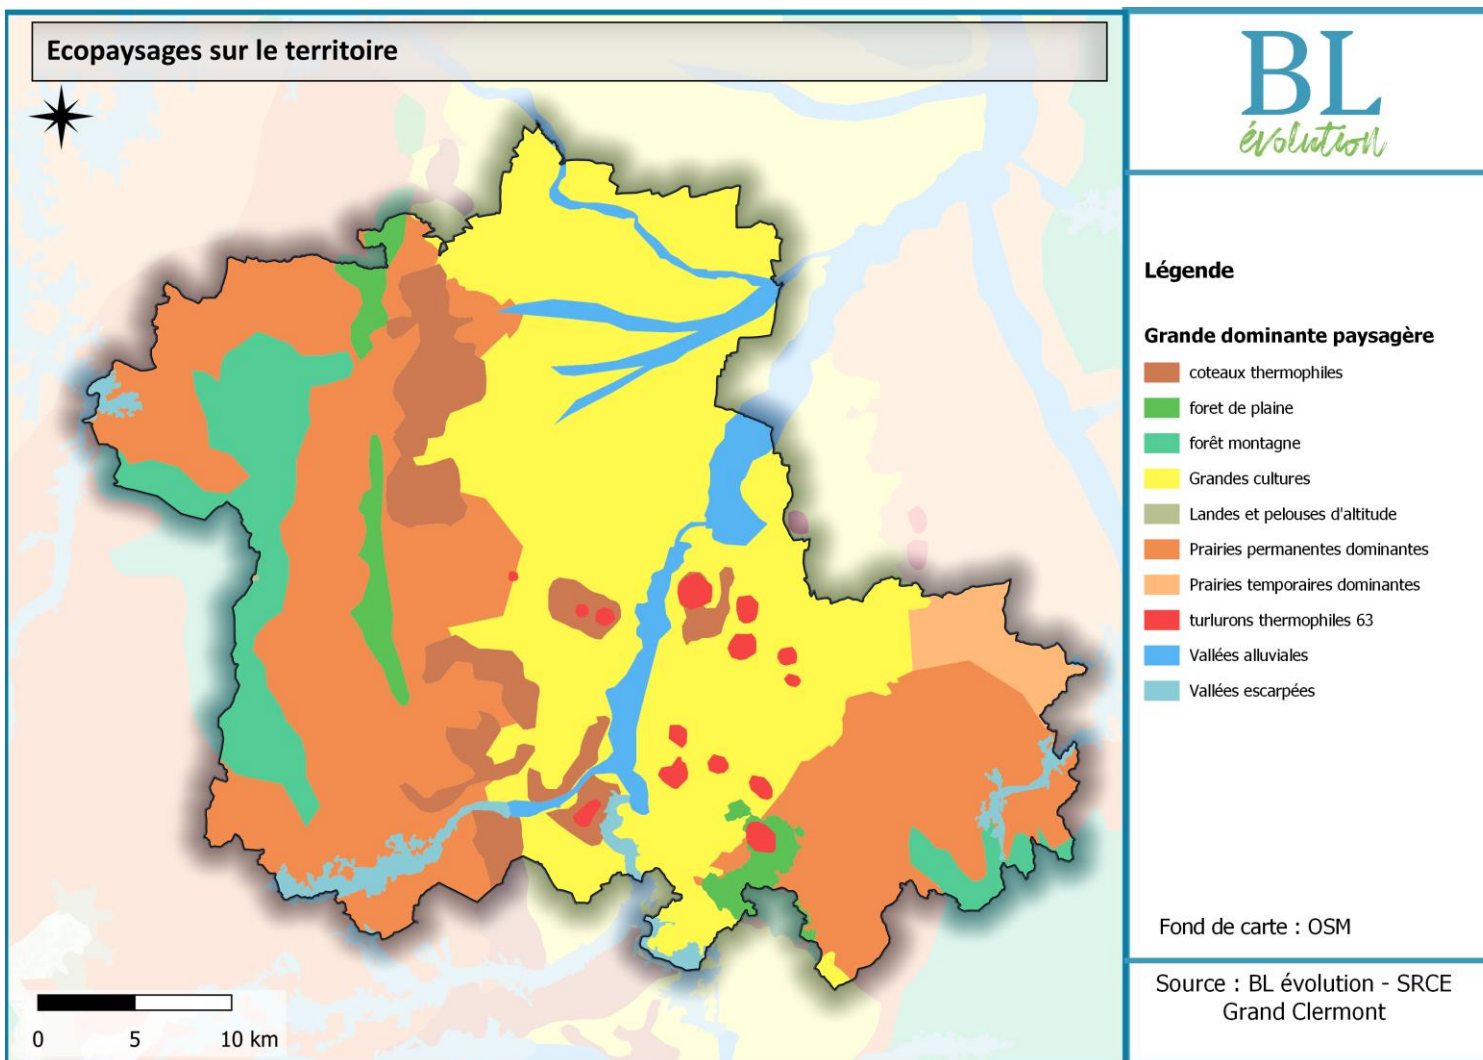 Ecopaysages sur le territoire
BL
évolution
Légende
Grande dominante paysagère
coteaux thermophiles
foret de plaine
forêt montagne
Grandes cultures
Landes et pelouses d'altitude
Prairies permanentes dominantes
Prairies temporaires dominantes
turlurons thermophiles 63
Vallées alluviales
Vallées escarpées
Fond de carte : OSM
Source : BL évolution - SRCE
Grand Clermont
0 5 10 km